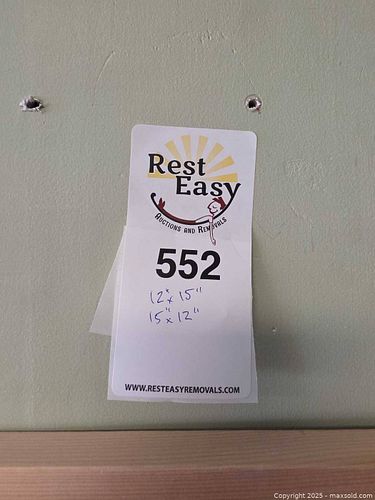 Rest
Easy
AUCTIONS AND REMOVALS
552
12" x 15"
15" x 12"
WWW.RESTEASYREMOVALS.COM
Copyright 2025 - maxsold.com